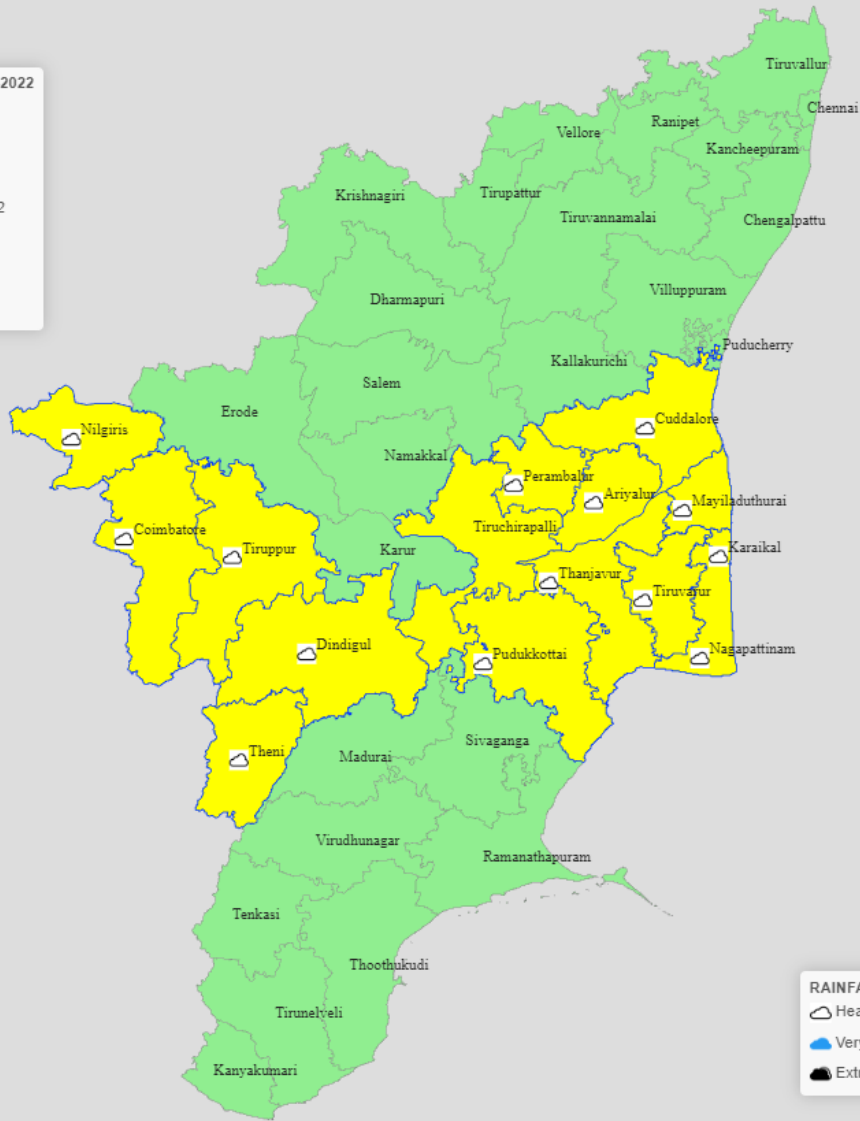 2022
Tiruvallur
Chennai
Ranipet
Vellore
Kancheepuram
Krishnagiri
Tirupattur
Tiruvannamalai
Chengalpattu
2
Villuppuram
Dharmapuri
Puducherry
Kallakurichi
Salem
Erode
Cuddalore
Nilgiris
Namakkal
Perambalur
Ariyalur
Mayiladuthurai
Tiruchirapalli
Coimbatore
Karur
Karaikal
Tiruppur
Thanjavur
Tiruvarur
Dindigul
Pudukkottai
Nagapattinam
Sivaganga
Theni
Madurai
Virudhunagar
Ramanathapuram
Tenkasi
Thoothukudi
RAINFA
Hea
Tirunelveli
Very
Kanyakumari
Extr